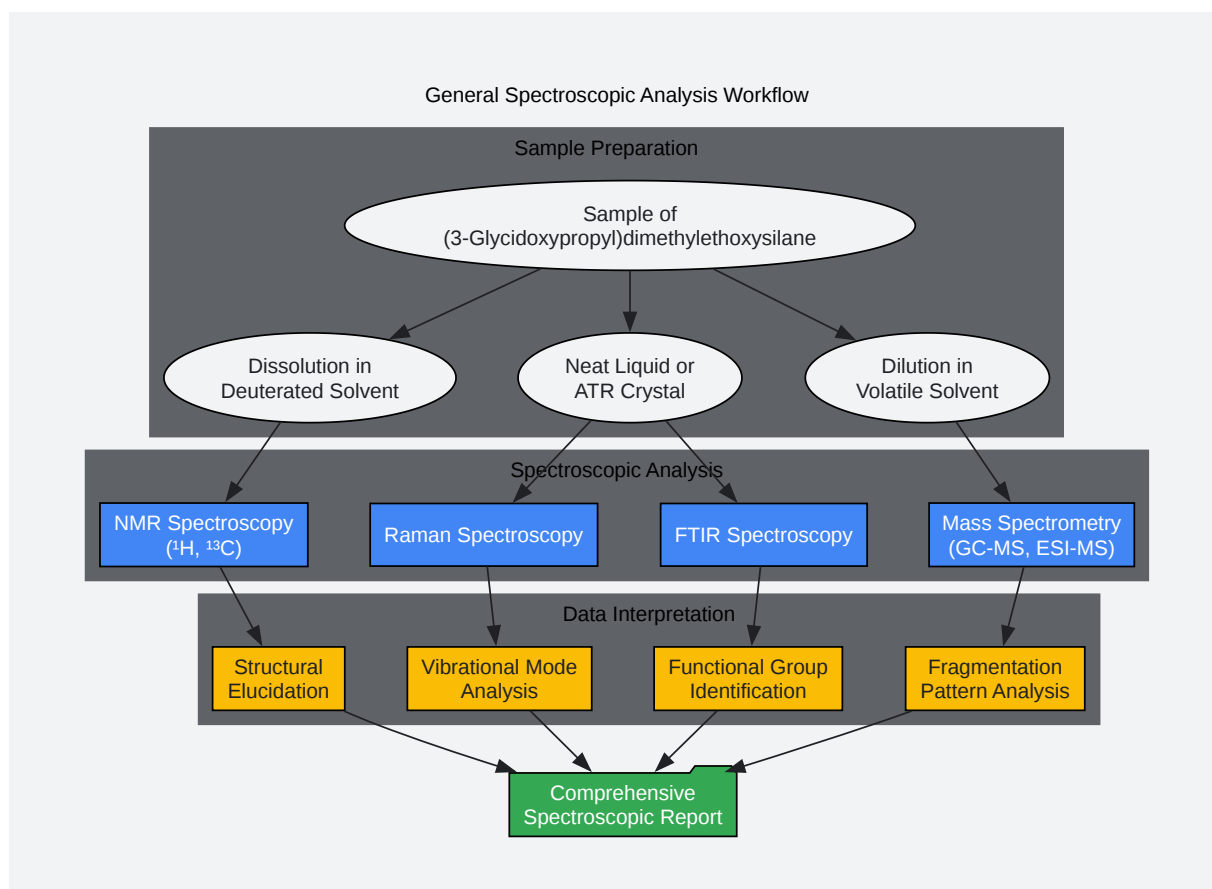 General Spectroscopic Analysis Workflow
Sample Preparation
Sample of
(3-Glycidoxypropyl)dimethylethoxysilane
Dissolution in
Deuterated Solvent
Neat Liquid or
ATR Crystal
Dilution in
Volatile Solvent
Spectroscopic Analysis
NMR Spectroscopy
(¹H, ¹³C)
Raman Spectroscopy
FTIR Spectroscopy
Mass Spectrometry
(GC-MS, ESI-MS)
Data Interpretation
Structural
Elucidation
Vibrational Mode
Analysis
Functional Group
Identification
Fragmentation
Pattern Analysis
Comprehensive
Spectroscopic Report